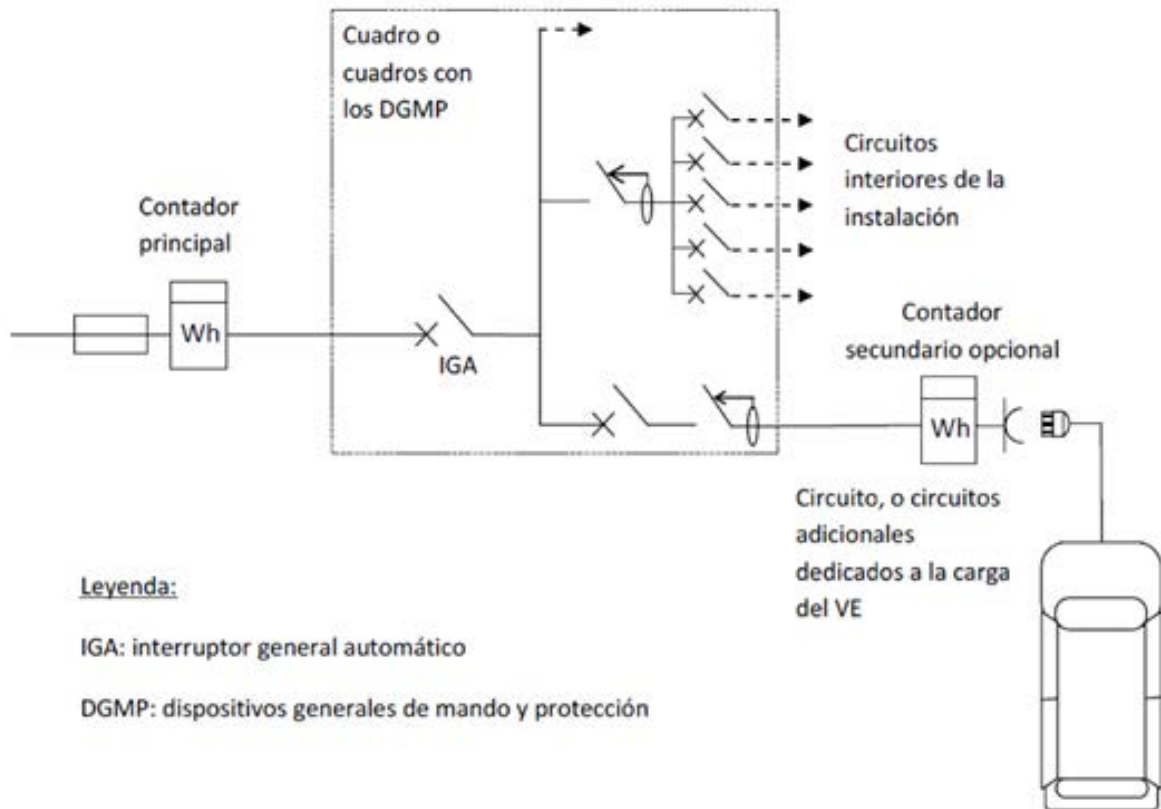 Cuadro o
cuadros con
los DGMP
Circuitos
interiores de la
instalación
Contador
principal
Wh
IGA
Contador
secundario opcional
Wh
Circuito, o circuitos
adicionales
dedicados a la carga
del VE
Leyenda:
IGA: interruptor general automático
DGMP: dispositivos generales de mando y protección